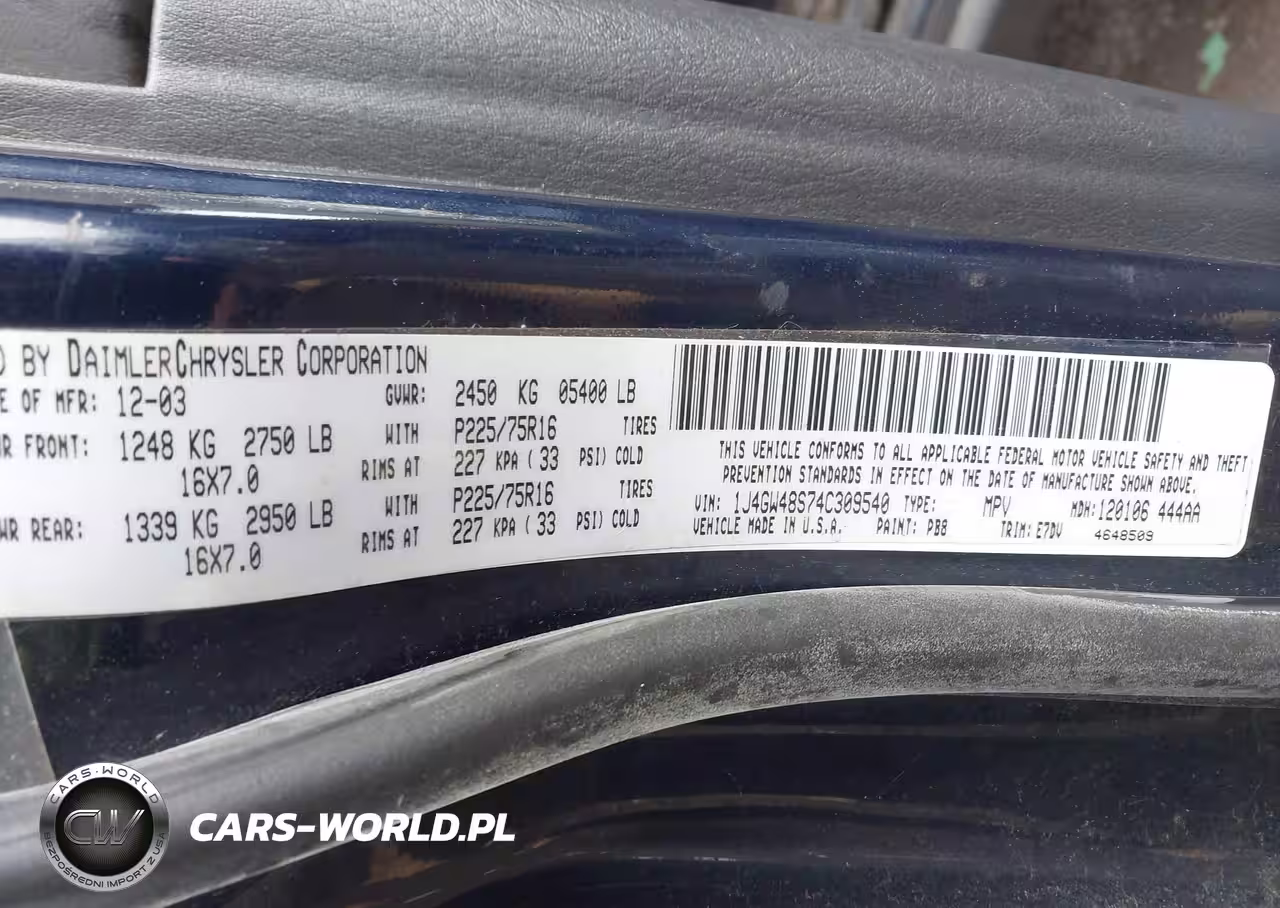 D BY DAIMLERCHRYSLER CORPORATION
E OF MFR: 12-03 GVWR: 2450 KG 05400 LB
WR FRONT: 1248 KG 2750 LB WITH P225/75R16 TIRES
16X7.0 RIMS AT 227 KPA ( 33 PSI) COLD
WR REAR: 1339 KG 2950 LB WITH P225/75R16 TIRES
16X7.0 RIMS AT 227 KPA ( 33 PSI) COLD
THIS VEHICLE CONFORMS TO ALL APPLICABLE FEDERAL MOTOR VEHICLE SAFETY AND THEFT
PREVENTION STANDARDS IN EFFECT ON THE DATE OF MANUFACTURE SHOWN ABOVE.
VIN: 1J4GW48S74C309540 TYPE: MPV MDH:120106 444AA
VEHICLE MADE IN U.S.A. PAINT: PB8 TRIM: E7DV 4648509
CARS-WORLD
CW
BEZPOŚREDNI IMPORT Z USA
CARS-WORLD.PL